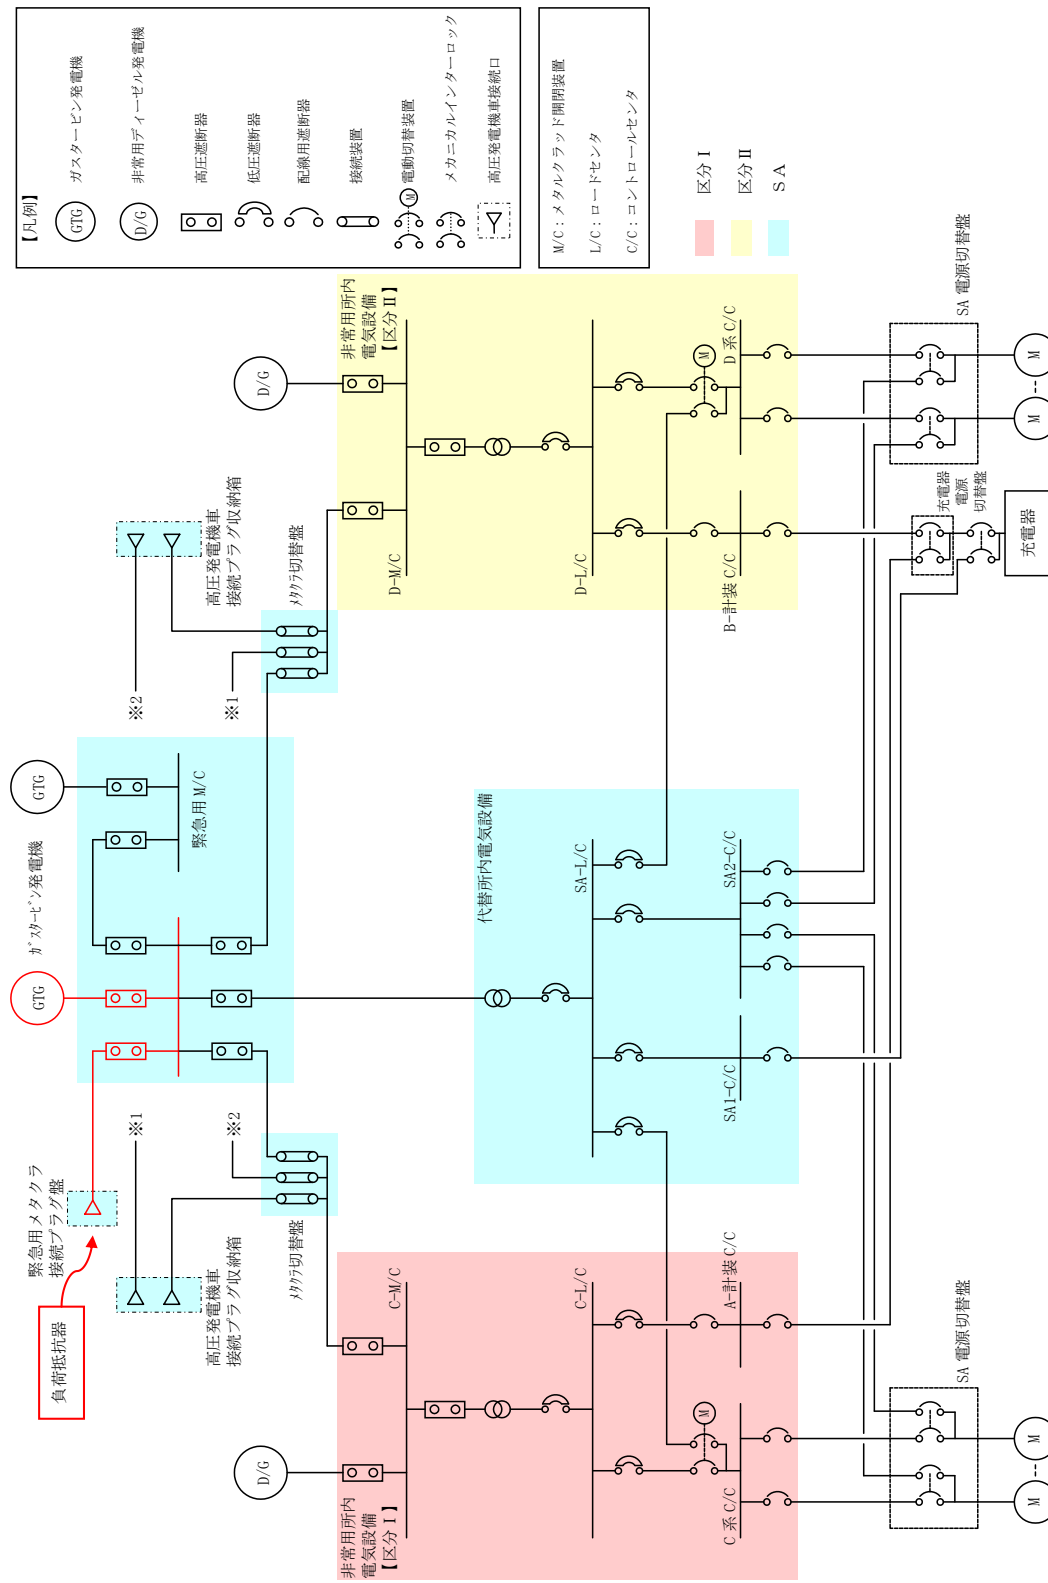 【凡例】
GTG
ガスタービン発電機
D/G
非常用ディーゼル発電機
高圧遮断器
低圧遮断器
配線用遮断器
接続装置
M
電動切替装置
メカニカルインターロック
高圧発電機車接続口
M/C：メタルクラッド開閉装置
L/C：ロードセンタ
C/C：コントロールセンタ
区分Ⅰ
区分Ⅱ
ＳＡ
負荷抵抗器
緊急用メタクラ
接続プラグ盤
GTG
GTG
ｶﾞｽﾀｰﾋﾞﾝ発電機
緊急用M/C
※1
※2
※2
※1
高圧発電機車
接続プラグ収納箱
高圧発電機車
接続プラグ収納箱
ﾒﾀｸﾗ切替盤
ﾒﾀｸﾗ切替盤
D/G
D/G
非常用所内
電気設備
【区分Ⅰ】
C-M/C
C-L/C
C系C/C
A-計装C/C
M
代替所内電気設備
SA-L/C
SA1-C/C
SA2-C/C
非常用所内
電気設備
【区分Ⅱ】
D-M/C
D-L/C
B-計装C/C
D系C/C
M
SA電源切替盤
M
M
充電器
電源
切替盤
充電器
SA電源切替盤
M
M